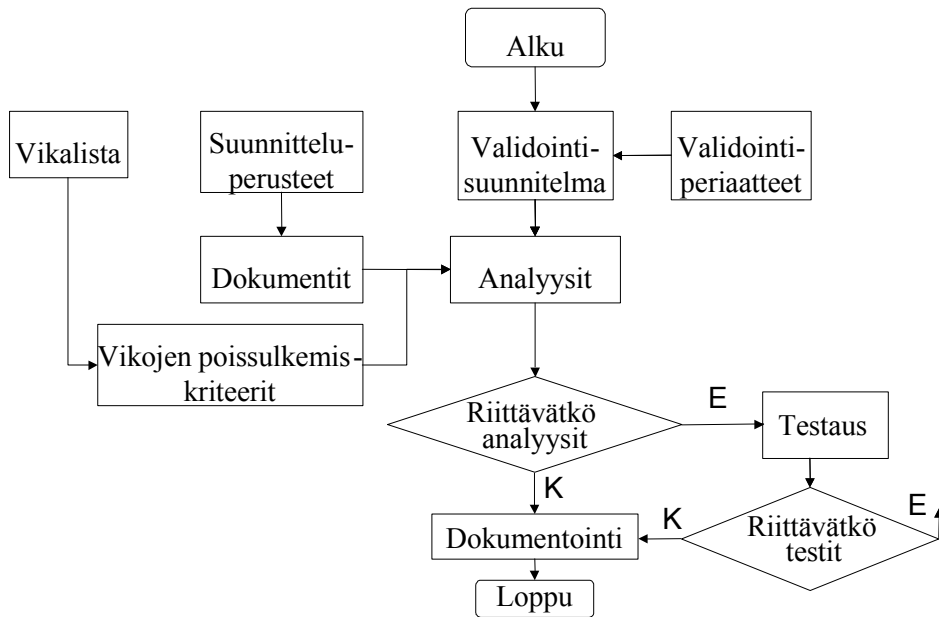 Alku
Vikalista
Suunnittelu-
perusteet
Validointi-
suunnitelma
Validointi-
periaatteet
Dokumentit
Analyysit
Vikojen poissulkemis-
kriteerit
Riittävätkö
analyysit
E
Testaus
K
Dokumentointi
K
Riittävätkö
testit
E
Loppu